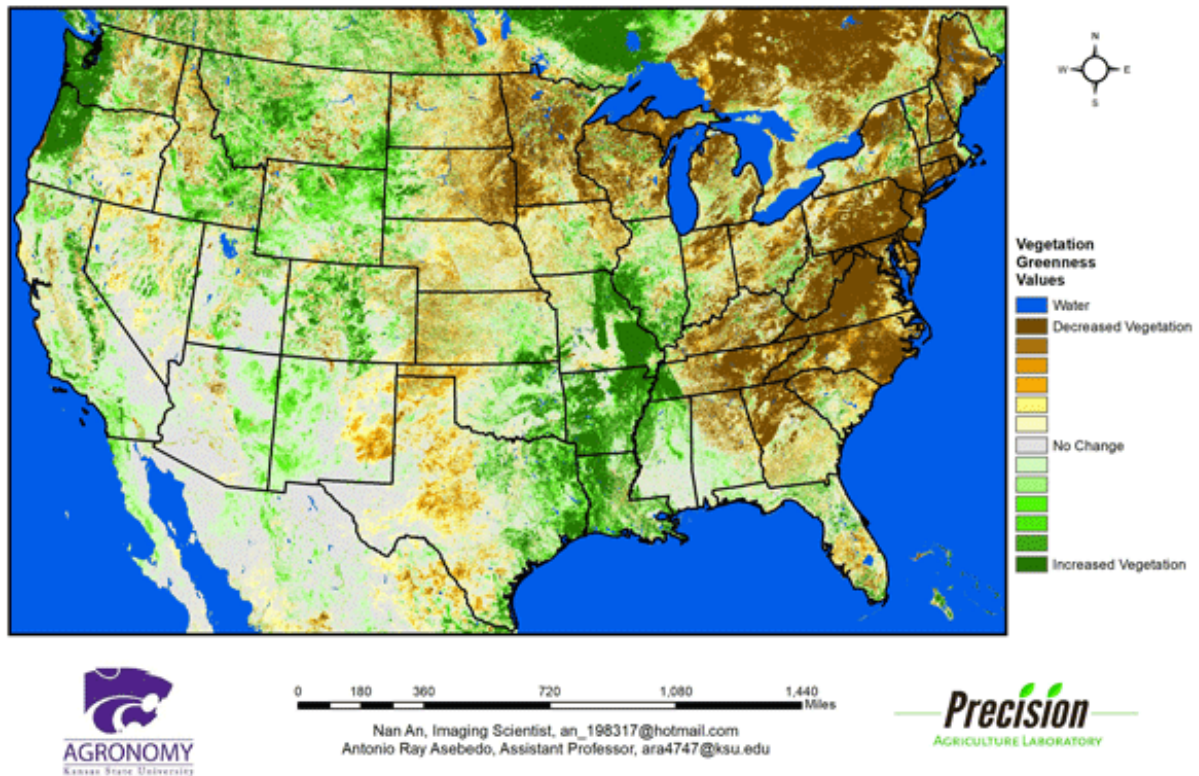 N
W E
S
Vegetation
Greenness
Values
Water
Decreased Vegetation
No Change
Increased Vegetation
0 180 360 720 1,080 1,440
Miles
Nan An, Imaging Scientist, an_198317@hotmail.com
Antonio Ray Asebedo, Assistant Professor, ara4747@ksu.edu
AGRONOMY
Kansas State University
Precision
AGRICULTURE LABORATORY